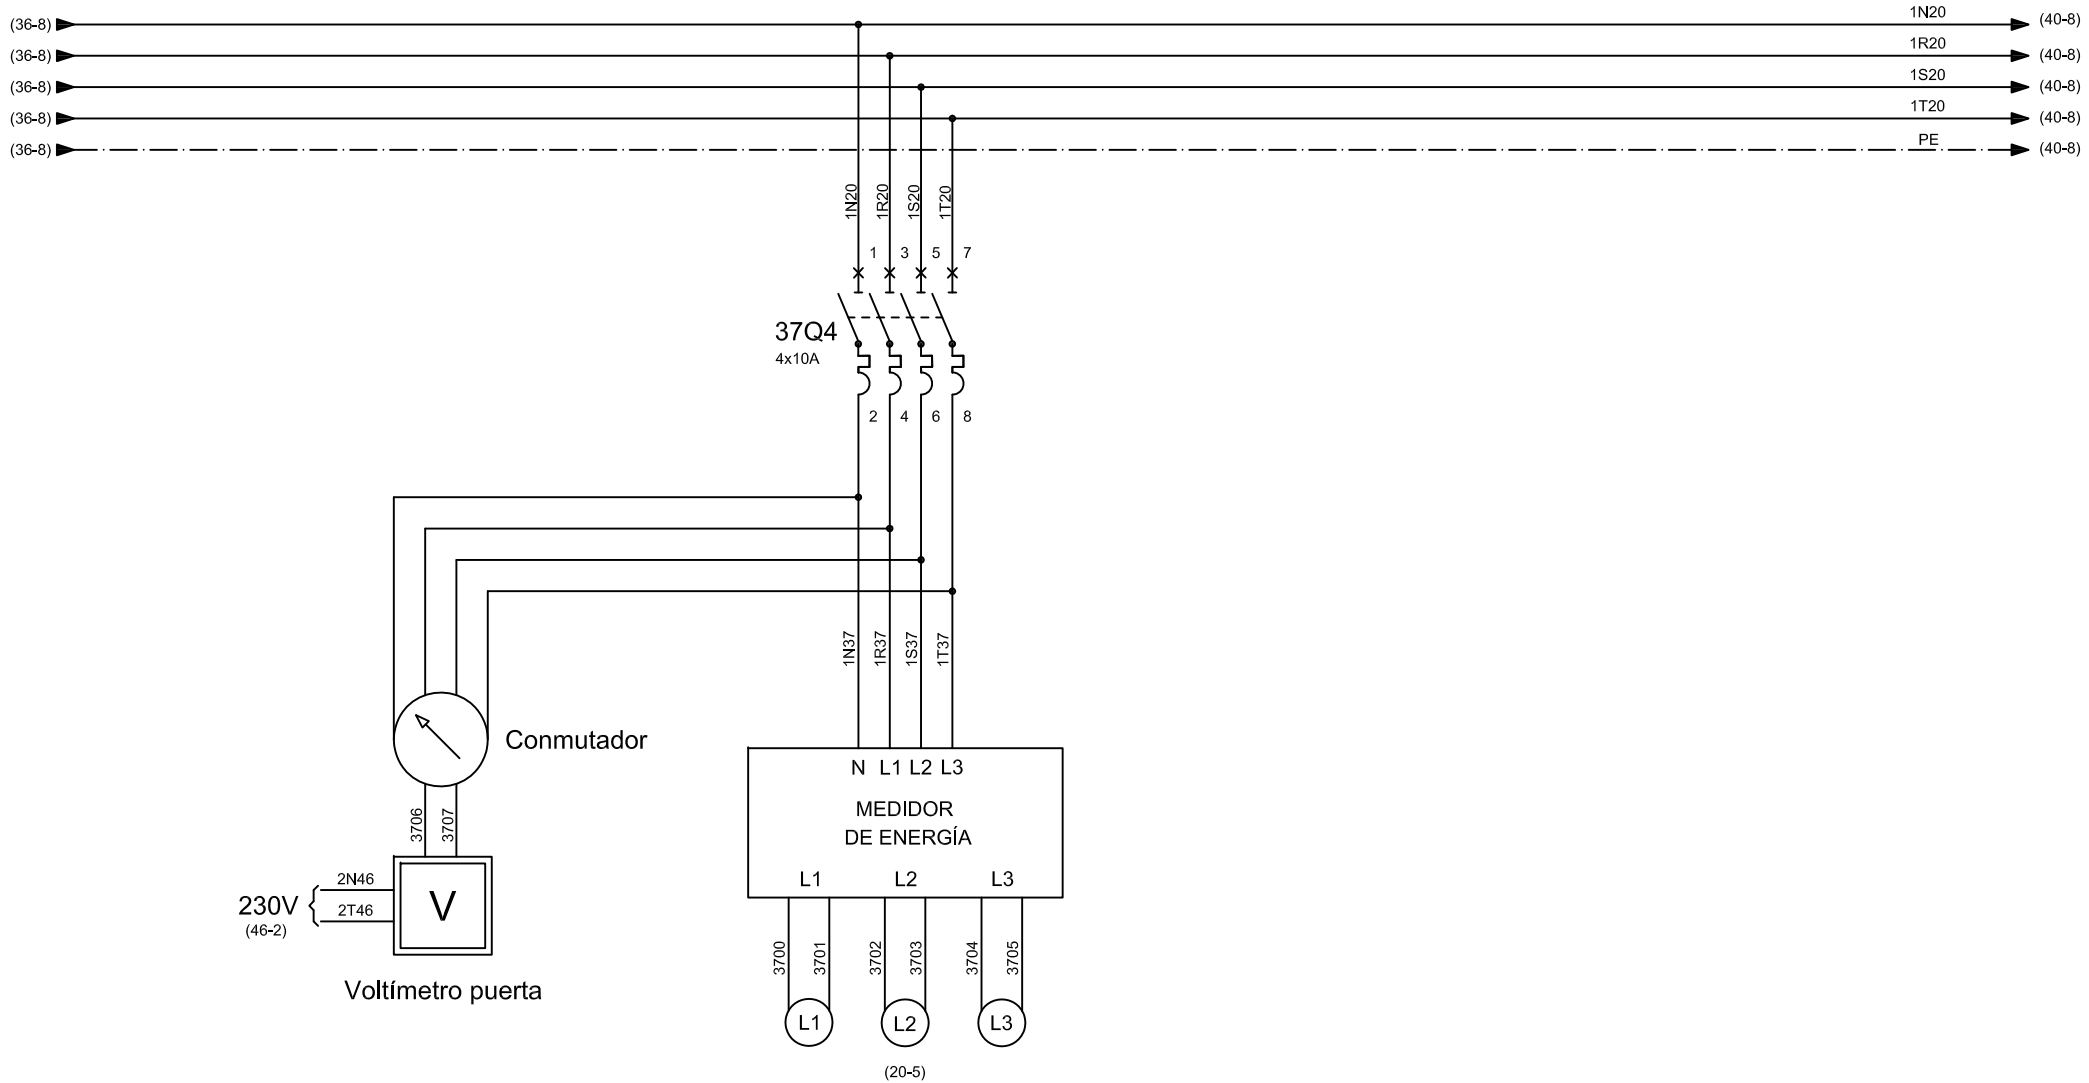 (36-8) 1N20 (40-8)
(36-8) 1R20 (40-8)
(36-8) 1S20 (40-8)
(36-8) 1T20 (40-8)
(36-8) PE (40-8)
1N20 1R20 1S20 1T20
1 3 5 7
37Q4
4x10A
2 4 6 8
1N37 1R37 1S37 1T37
Conmutador
N L1 L2 L3
MEDIDOR
DE ENERGÍA
L1 L2 L3
3706 3707
2N46
230V
2T46
(46-2)
V
Voltímetro puerta
3700 3701 3702 3703 3704 3705
L1 L2 L3
(20-5)